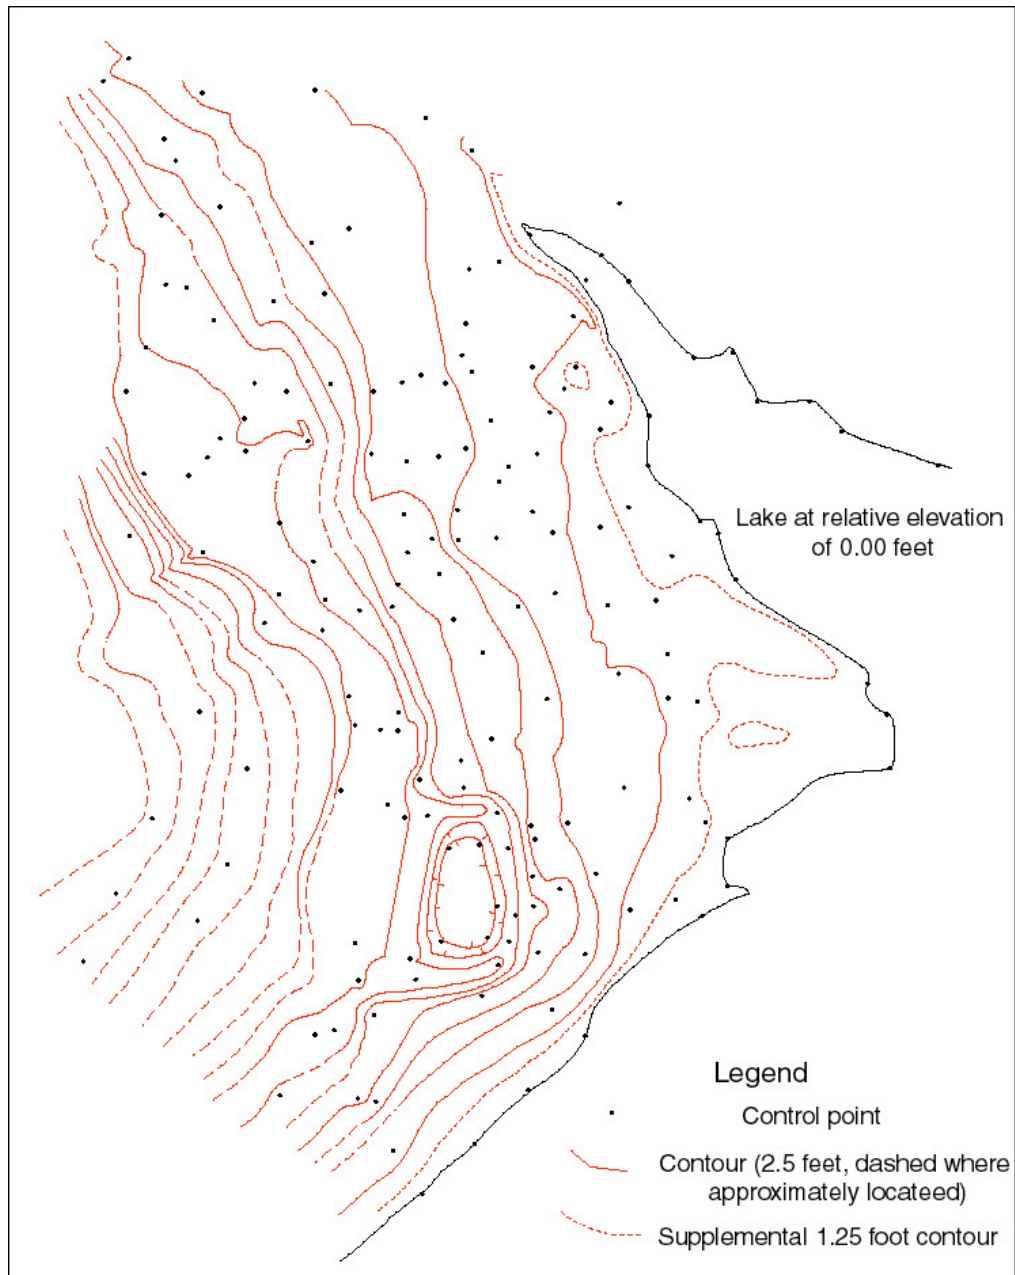 Lake at relative elevation
of 0.00 feet
Legend
Control point
Contour (2.5 feet, dashed where
approximately locateed)
Supplemental 1.25 foot contour